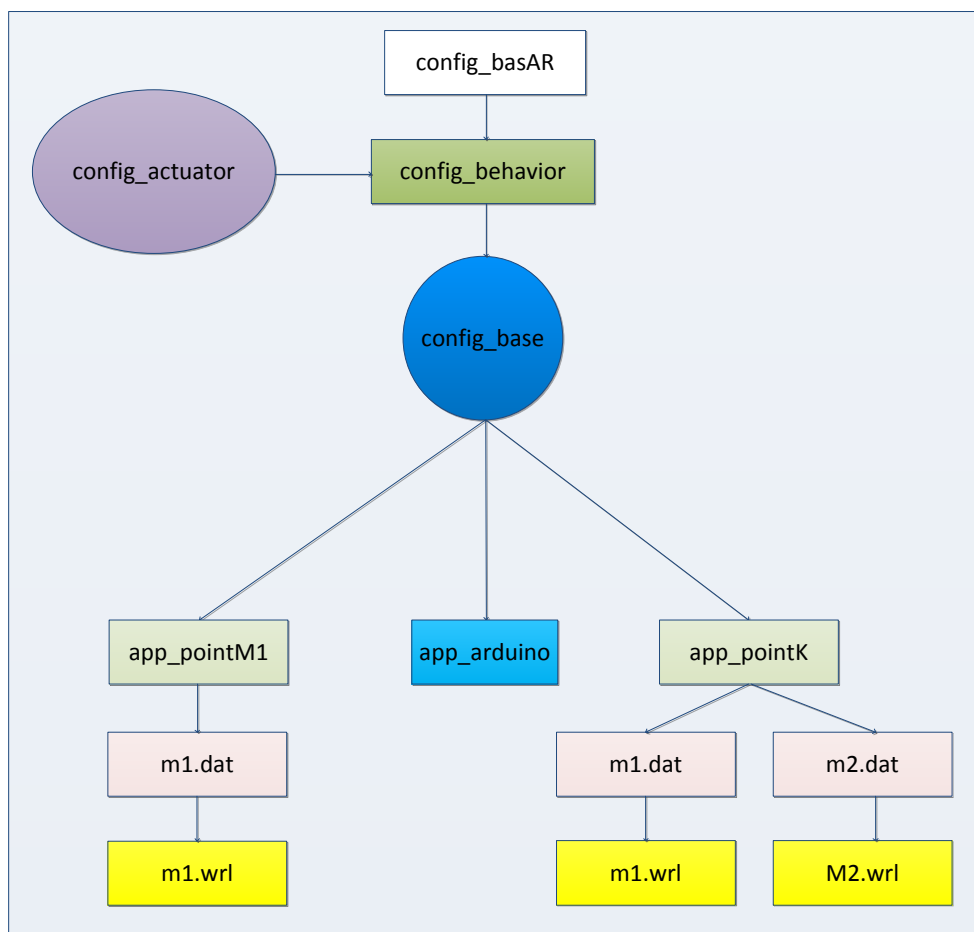 config_basAR
config_actuator
config_behavior
config_base
app_pointM1
app_arduino
app_pointK
m1.dat
m1.dat
m2.dat
m1.wrl
m1.wrl
M2.wrl